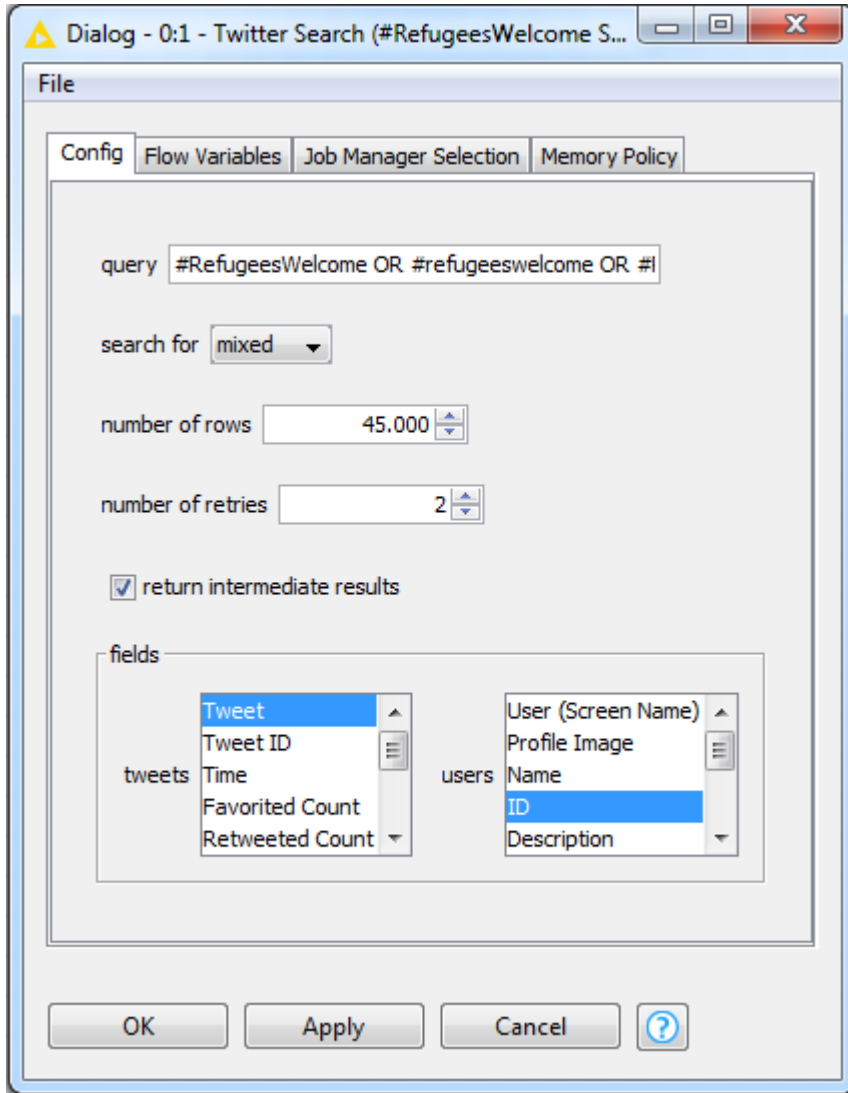 Dialog - 0:1 - Twitter Search (#RefugeesWelcome S...
File
Config Flow Variables Job Manager Selection Memory Policy
query #RefugeesWelcome OR #refugeeswelcome OR
search for mixed
number of rows 45.000
number of retries 2
return intermediate results
fields
Tweet
Tweet ID
tweets Time
Favorited Count
Retweeted Count
User (Screen Name)
Profile Image
users Name
ID
Description
OK Apply Cancel ?